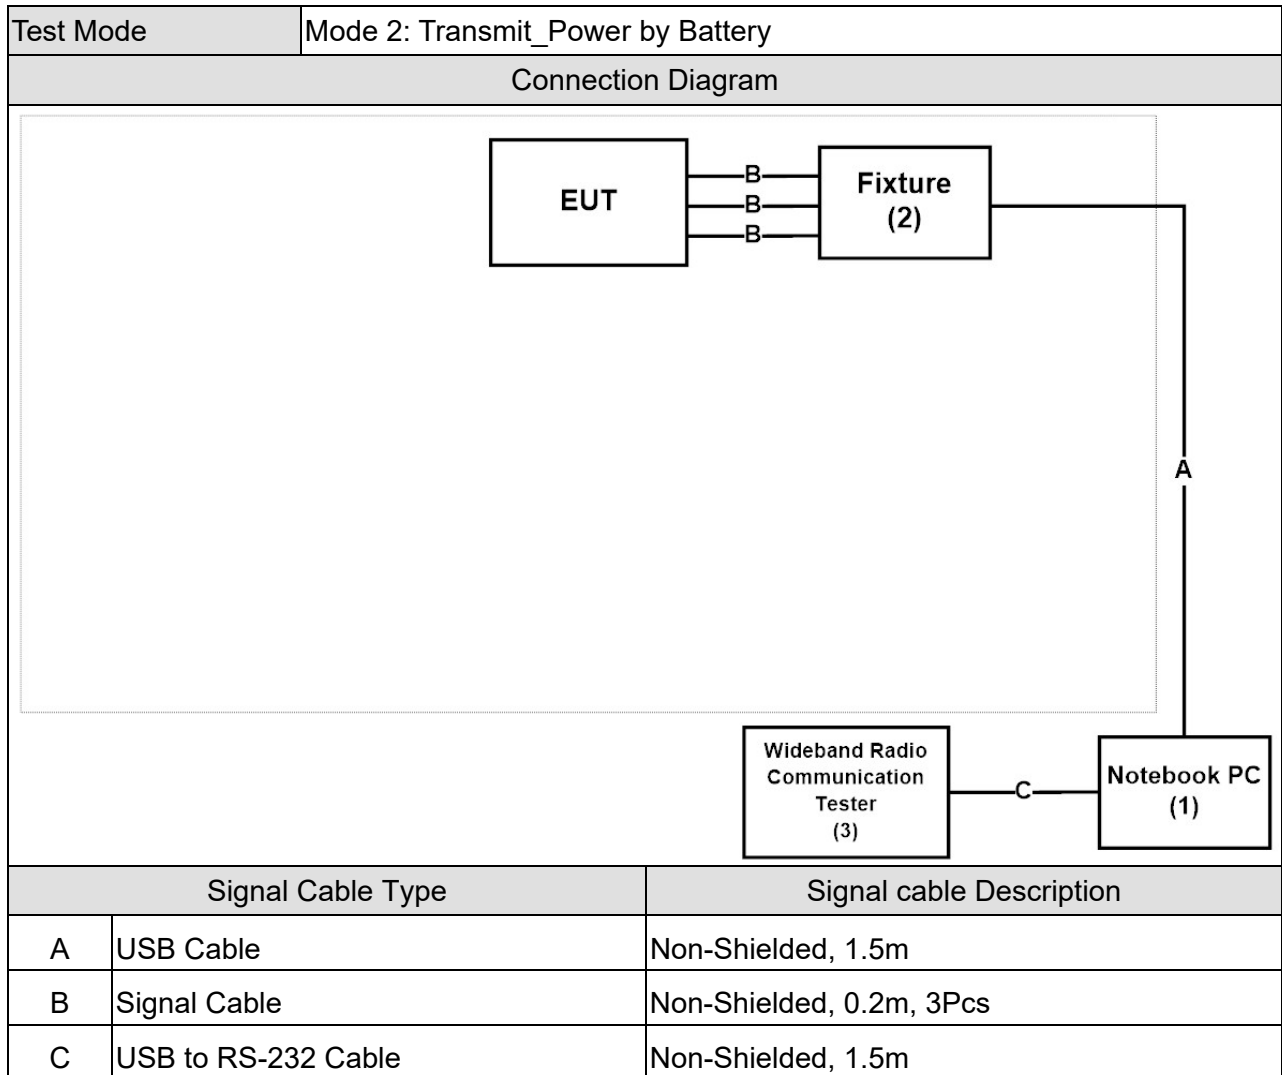 Test Mode Mode 2: Transmit_Power by Battery
Connection Diagram
EUT
B
B
B
Fixture
(2)
A
Wideband Radio
Communication
Tester
(3)
C
Notebook PC
(1)
Signal Cable Type Signal cable Description
A USB Cable Non-Shielded, 1.5m
B Signal Cable Non-Shielded, 0.2m, 3Pcs
C USB to RS-232 Cable Non-Shielded, 1.5m